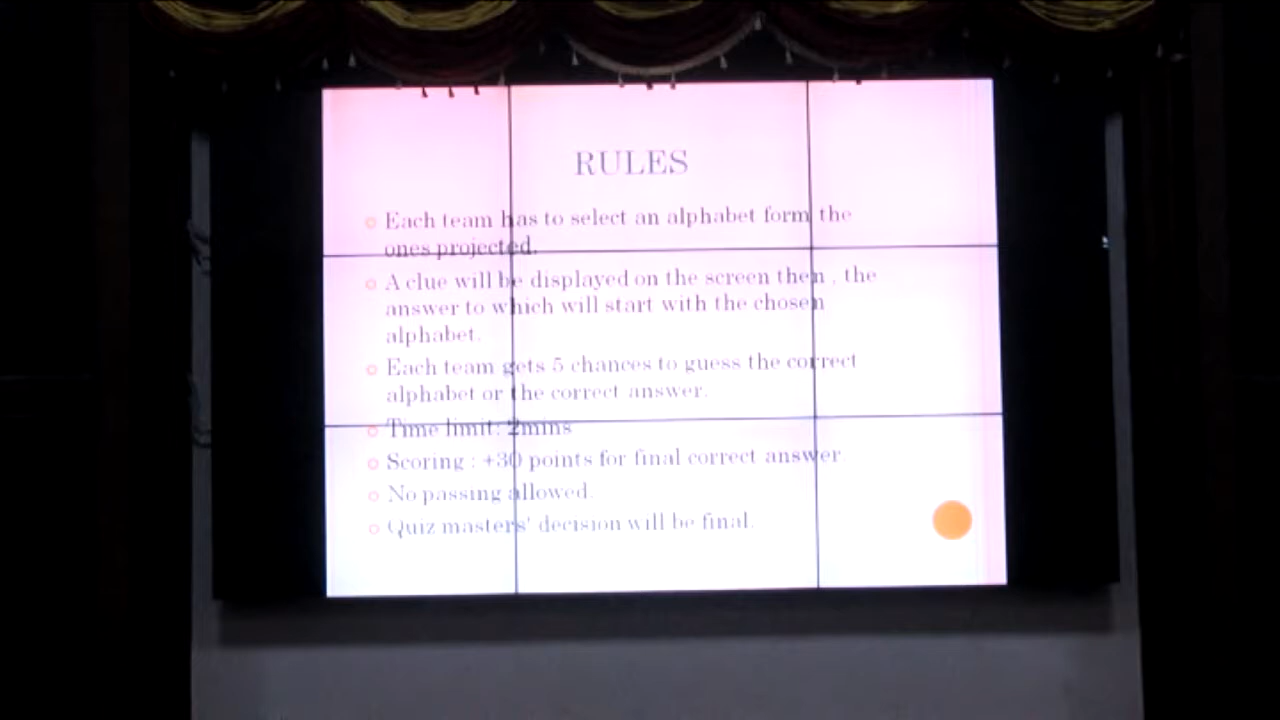 RULES
Each team has to select an alphabet form the
ones projected.
A clue will be displayed on the screen then , the
answer to which will start with the chosen
alphabet.
Each team gets 5 chances to guess the correct
alphabet or the correct answer.
Time limit: 2mins
Scoring : +30 points for final correct answer
No passing allowed.
Quiz masters' decision will be final.